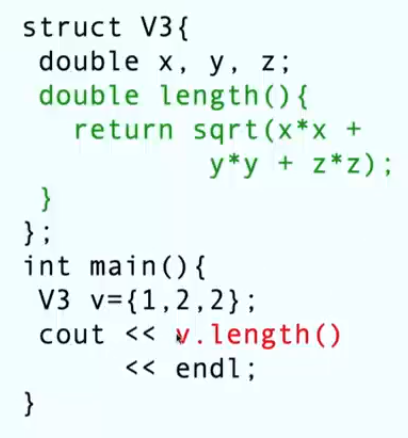 struct V3{
 double x, y, z;
 double length(){
   return sqrt(x*x +
          y*y + z*z);
 }
};
int main(){
 V3 v={1,2,2};
 cout << v.length()
      << endl;
}